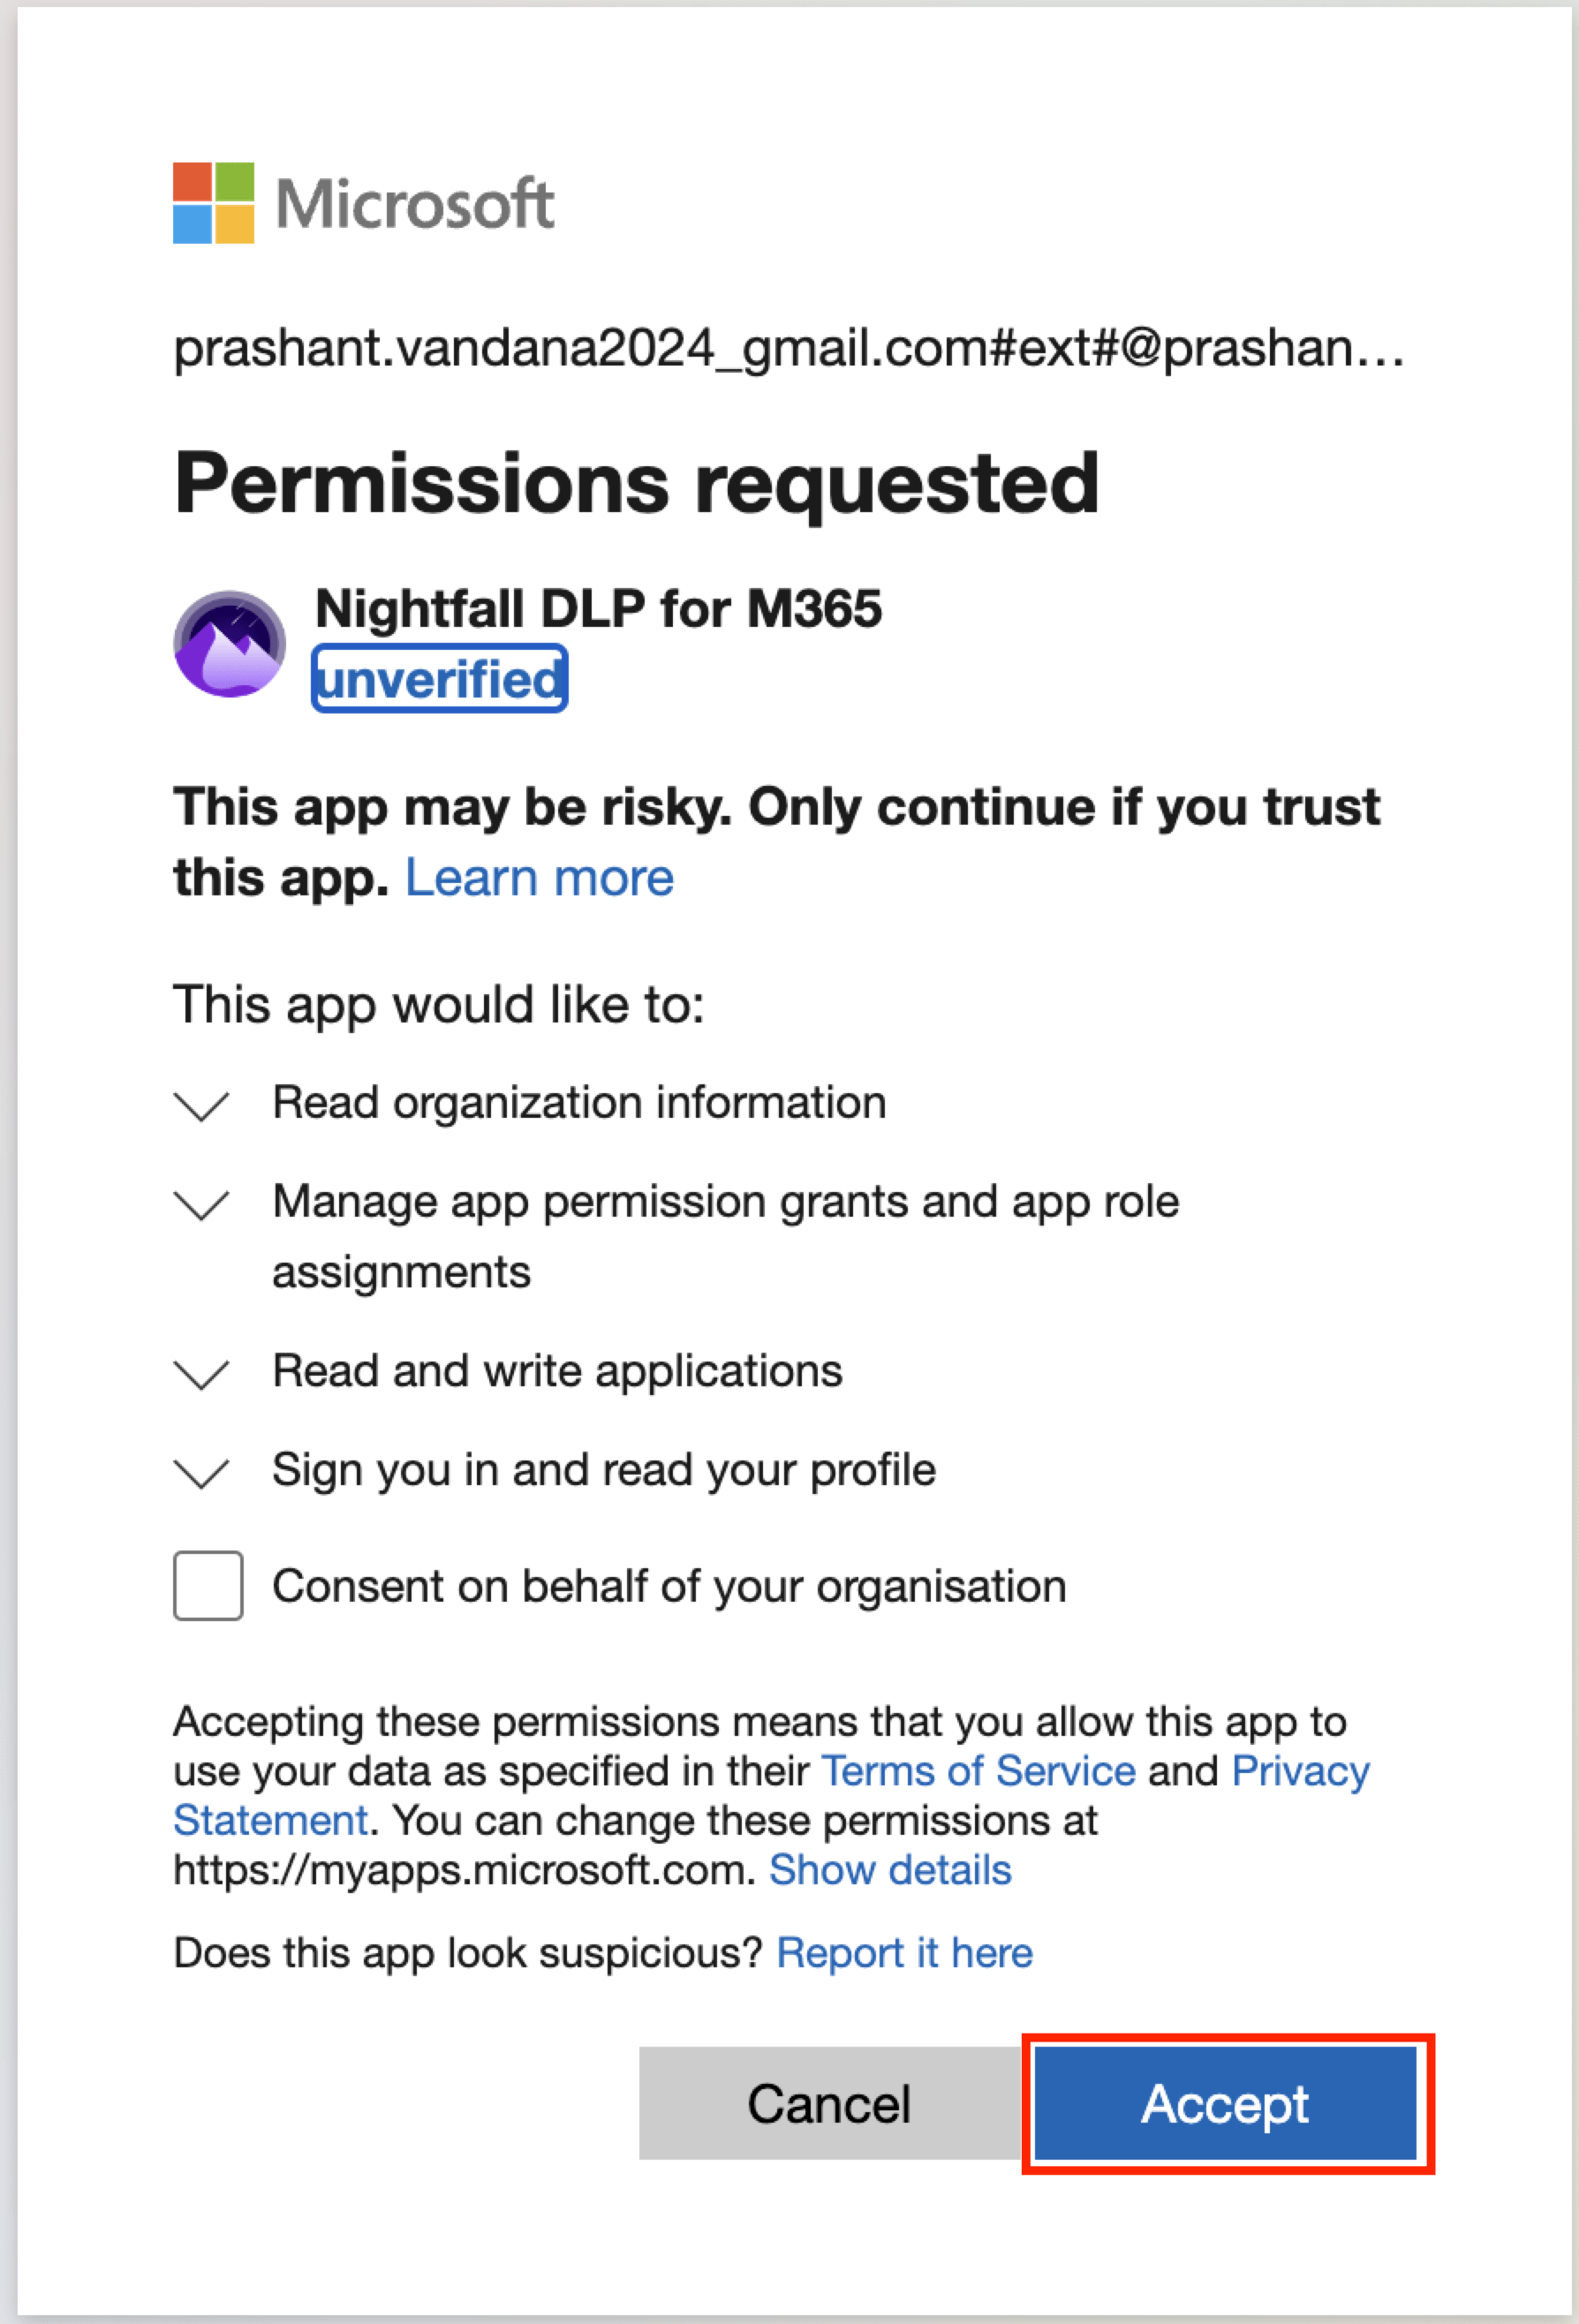 Microsoft
prashant.vandana2024_gmail.com#ext#@prashan...
Permissions requested
Nightfall DLP for M365
unverified
This app may be risky. Only continue if you trust
this app. Learn more
This app would like to:
Read organization information
Manage app permission grants and app role
assignments
Read and write applications
Sign you in and read your profile
Consent on behalf of your organisation
Accepting these permissions means that you allow this app to
use your data as specified in their Terms of Service and Privacy
Statement. You can change these permissions at
https://myapps.microsoft.com. Show details
Does this app look suspicious? Report it here
Cancel Accept